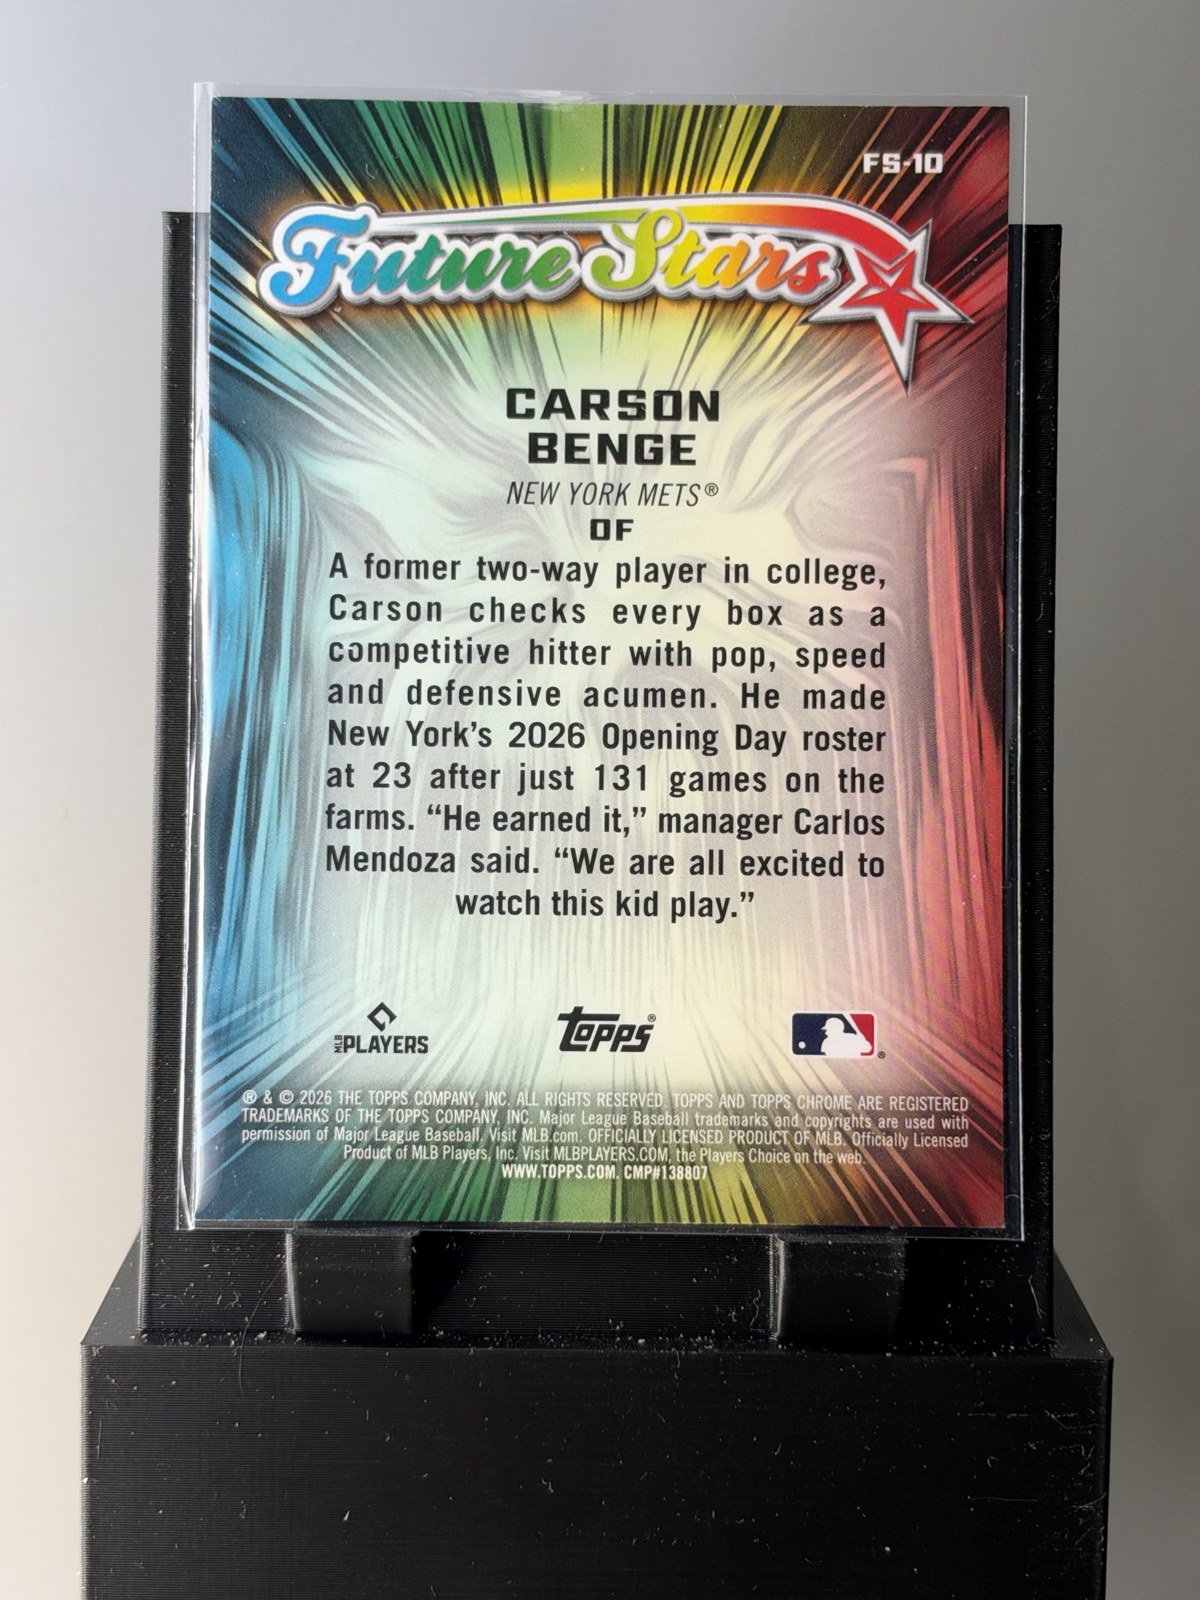 FS-10
Future Stars
CARSON
BENGE
NEW YORK METS®
OF
A former two-way player in college,
Carson checks every box as a
competitive hitter with pop, speed
and defensive acumen. He made
New York's 2026 Opening Day roster
at 23 after just 131 games on the
farms. “He earned it,” manager Carlos
Mendoza said. “We are all excited to
watch this kid play.”
MLB PLAYERS
Topps®
®
® & © 2026 THE TOPPS COMPANY, INC. ALL RIGHTS RESERVED. TOPPS AND TOPPS CHROME ARE REGISTERED
TRADEMARKS OF THE TOPPS COMPANY, INC. Major League Baseball trademarks and copyrights are used with
permission of Major League Baseball. Visit MLB.com. OFFICIALLY LICENSED PRODUCT OF MLB. Officially Licensed
Product of MLB Players, Inc. Visit MLBPLAYERS.COM, the Players Choice on the web.
WWW.TOPPS.COM. CMP#138807